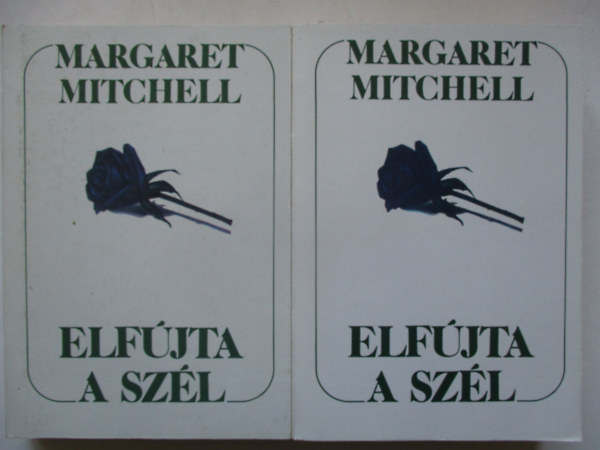 MARGARET
MITCHELL
ELFÚJTA
A SZÉL
MARGARET
MITCHELL
ELFÚJTA
A SZÉL